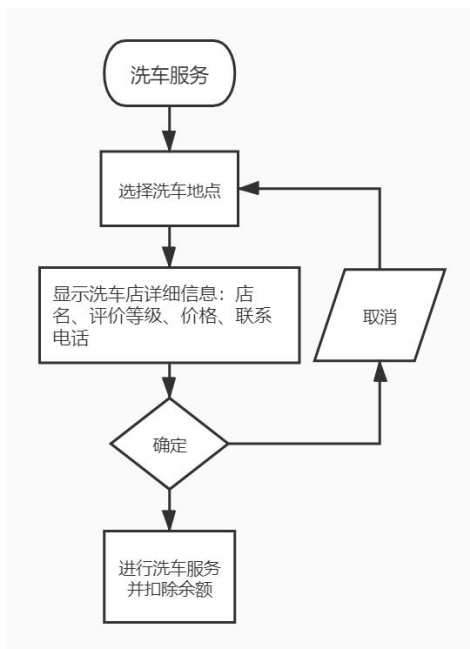 洗车服务
选择洗车地点
显示洗车店详细信息：店
名、评价等级、价格、联系
电话
取消
确定
进行洗车服务
并扣除余额